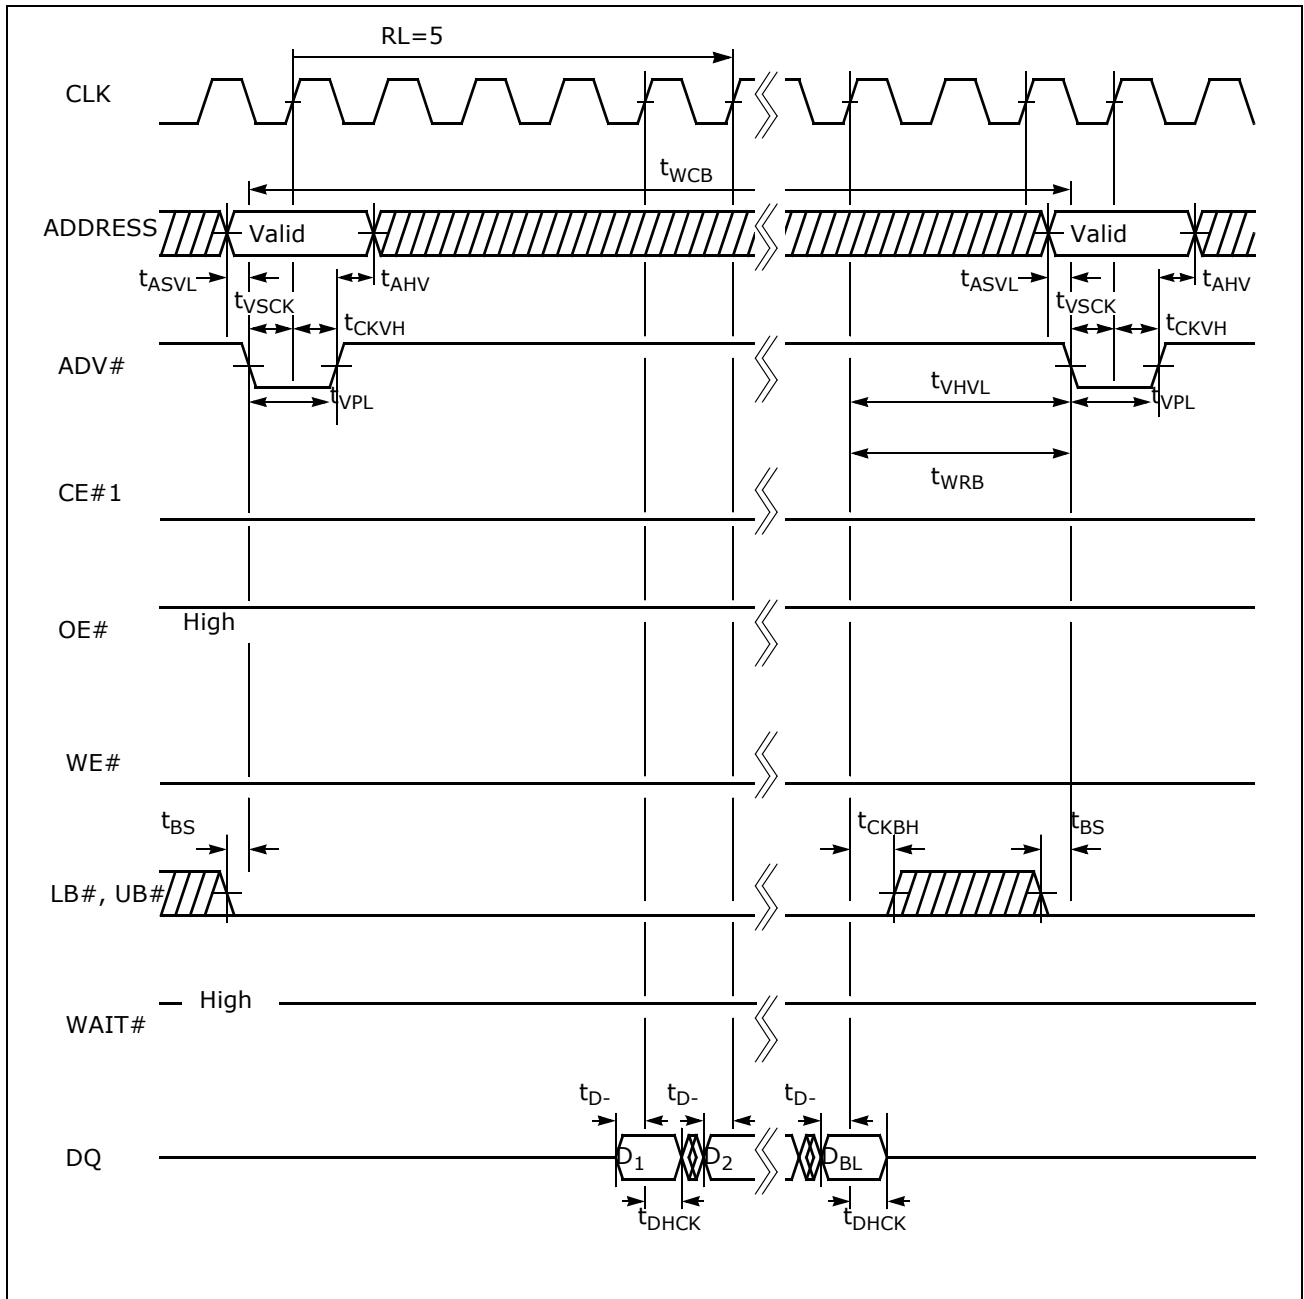 RL=5
CLK
tWCB
ADDRESS Valid Valid
tASVL tAHV tASVL tAHV
tVSCK tVSCK
tCKVH tCKVH
ADV#
tVPL tVHVL tVPL
tWRB
CE#1
High
OE#
WE#
tBS tCKBH tBS
LB#, UB#
High
WAIT#
tD- tD- tD-
DQ D1 D2 DBL
tDHCK tDHCK